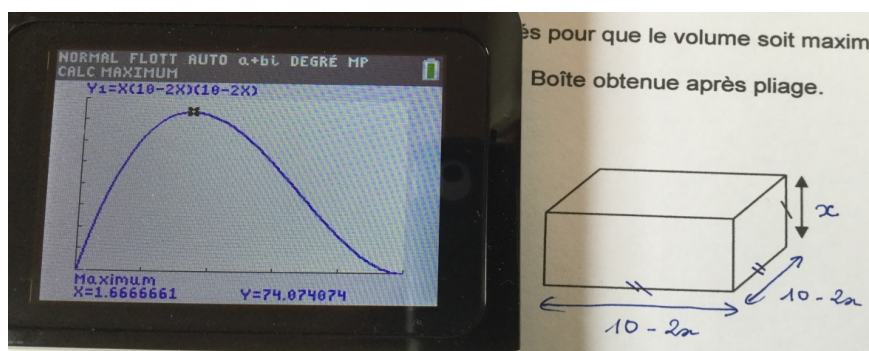 NORMAL FLOTT AUTO a+bi DEGRÉ MP
CALC MAXIMUM
Y1=X(10-2X)(10-2X)
Maximum
X=1.6666661 Y=74.074074
pour que le volume soit maxim
Boîte obtenue après pliage.
x
10-2x
10-2x